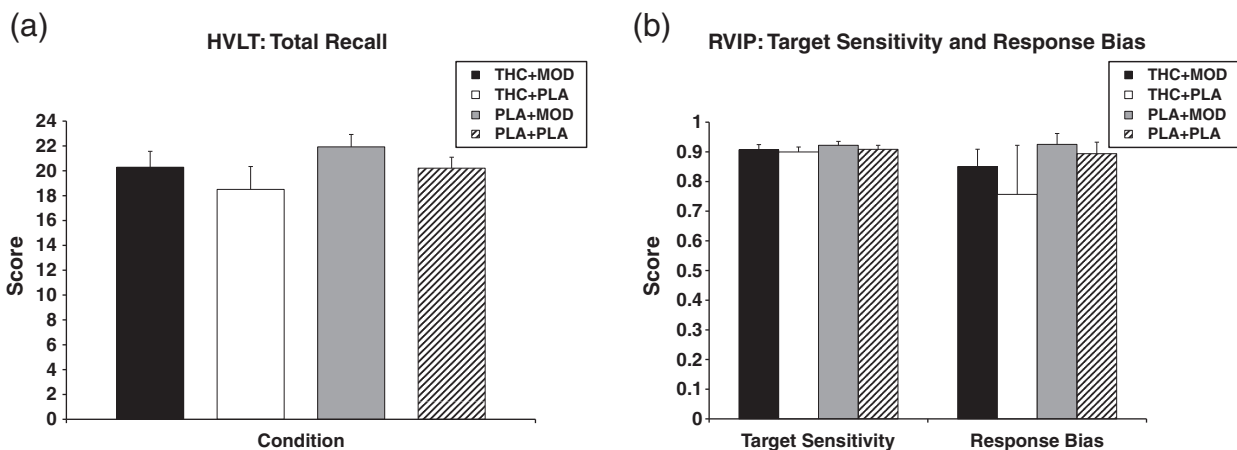 (a)
HVLT: Total Recall
THC+MOD
THC+PLA
PLA+MOD
PLA+PLA
24
22
20
18
16
14
12
10
8
6
4
2
0
Score
Condition
(b)
RVIP: Target Sensitivity and Response Bias
THC+MOD
THC+PLA
PLA+MOD
PLA+PLA
1
0.9
0.8
0.7
0.6
0.5
0.4
0.3
0.2
0.1
0
Score
Target Sensitivity
Response Bias